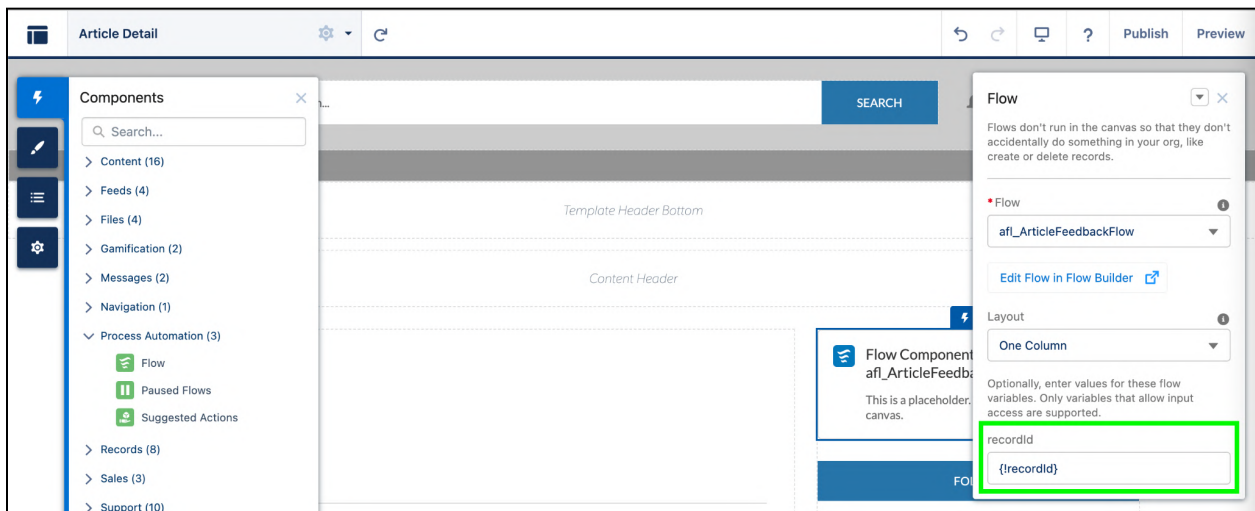 Article Detail
?
Publish
Preview
Components
Search...
Content (16)
Feeds (4)
Files (4)
Gamification (2)
Messages (2)
Navigation (1)
Process Automation (3)
Flow
Paused Flows
Suggested Actions
Records (8)
Sales (3)
Support (10)
SEARCH
Template Header Bottom
Content Header
Flow Component
afl_ArticleFeedba
This is a placeholder.
canvas.
FOL
Flow
Flows don't run in the canvas so that they don't
accidentally do something in your org, like
create or delete records.
*Flow
afl_ArticleFeedbackFlow
Edit Flow in Flow Builder
Layout
One Column
Optionally, enter values for these flow
variables. Only variables that allow input
access are supported.
recordId
{!recordId}